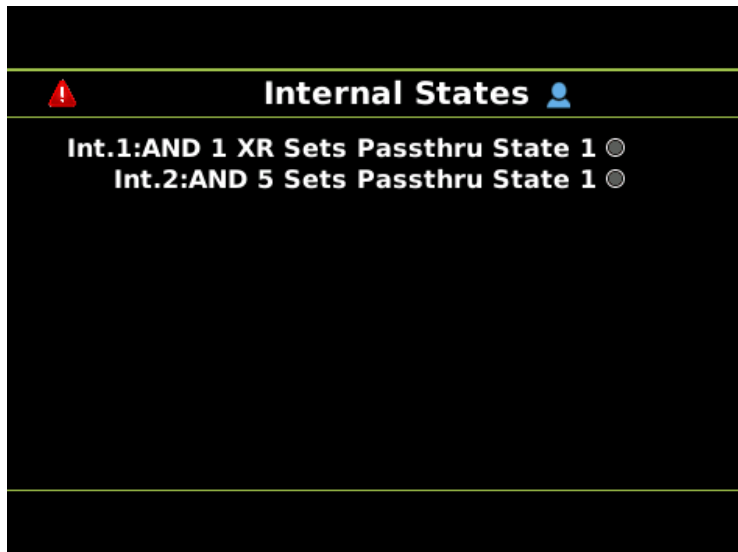 Internal States
Int.1:AND 1 XR Sets Passthru State 1
Int.2:AND 5 Sets Passthru State 1